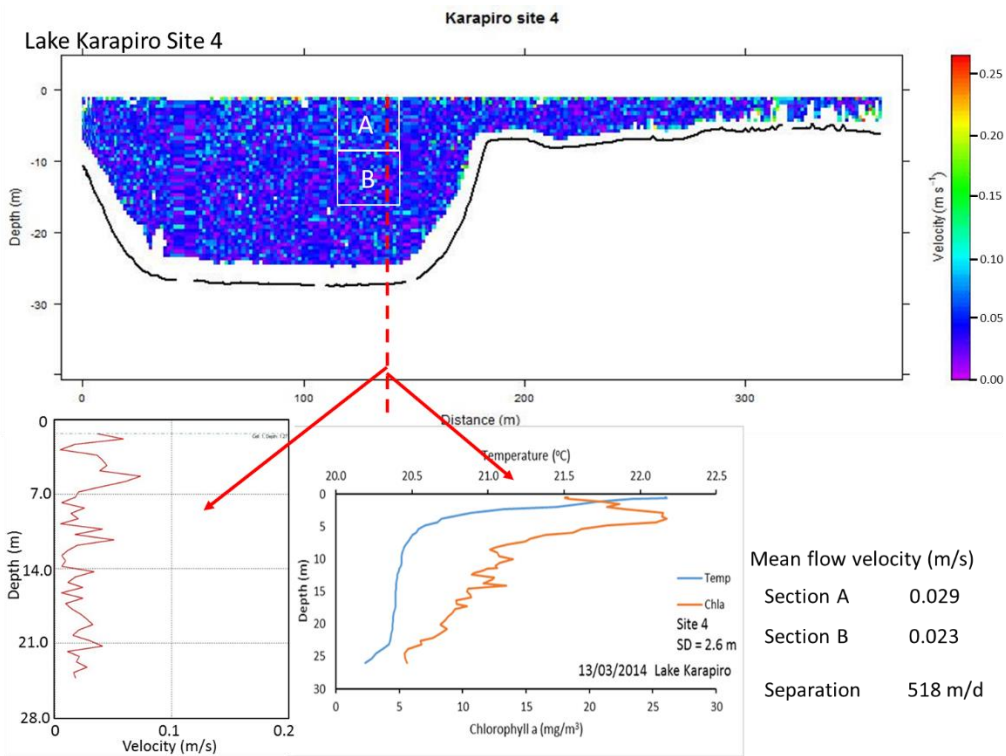 Karapiro site 4
Lake Karapiro Site 4
0
-10
-20
-30
Depth (m)
A
B
0
100
200
300
Distance (m)
0.25
0.20
0.15
0.10
0.05
0.00
Velocity (m s⁻¹)
0
7.0
14.0
21.0
28.0
Depth (m)
0
0.1
0.2
Velocity (m/s)
Temperature (ºC)
20.0 20.5 21.0 21.5 22.0 22.5
0
5
10
15
20
25
30
Depth (m)
Temp
Chla
Site 4
SD = 2.6 m
13/03/2014 Lake Karapiro
0 5 10 15 20 25 30
Chlorophyll a (mg/m³)
Mean flow velocity (m/s)
Section A 0.029
Section B 0.023
Separation 518 m/d